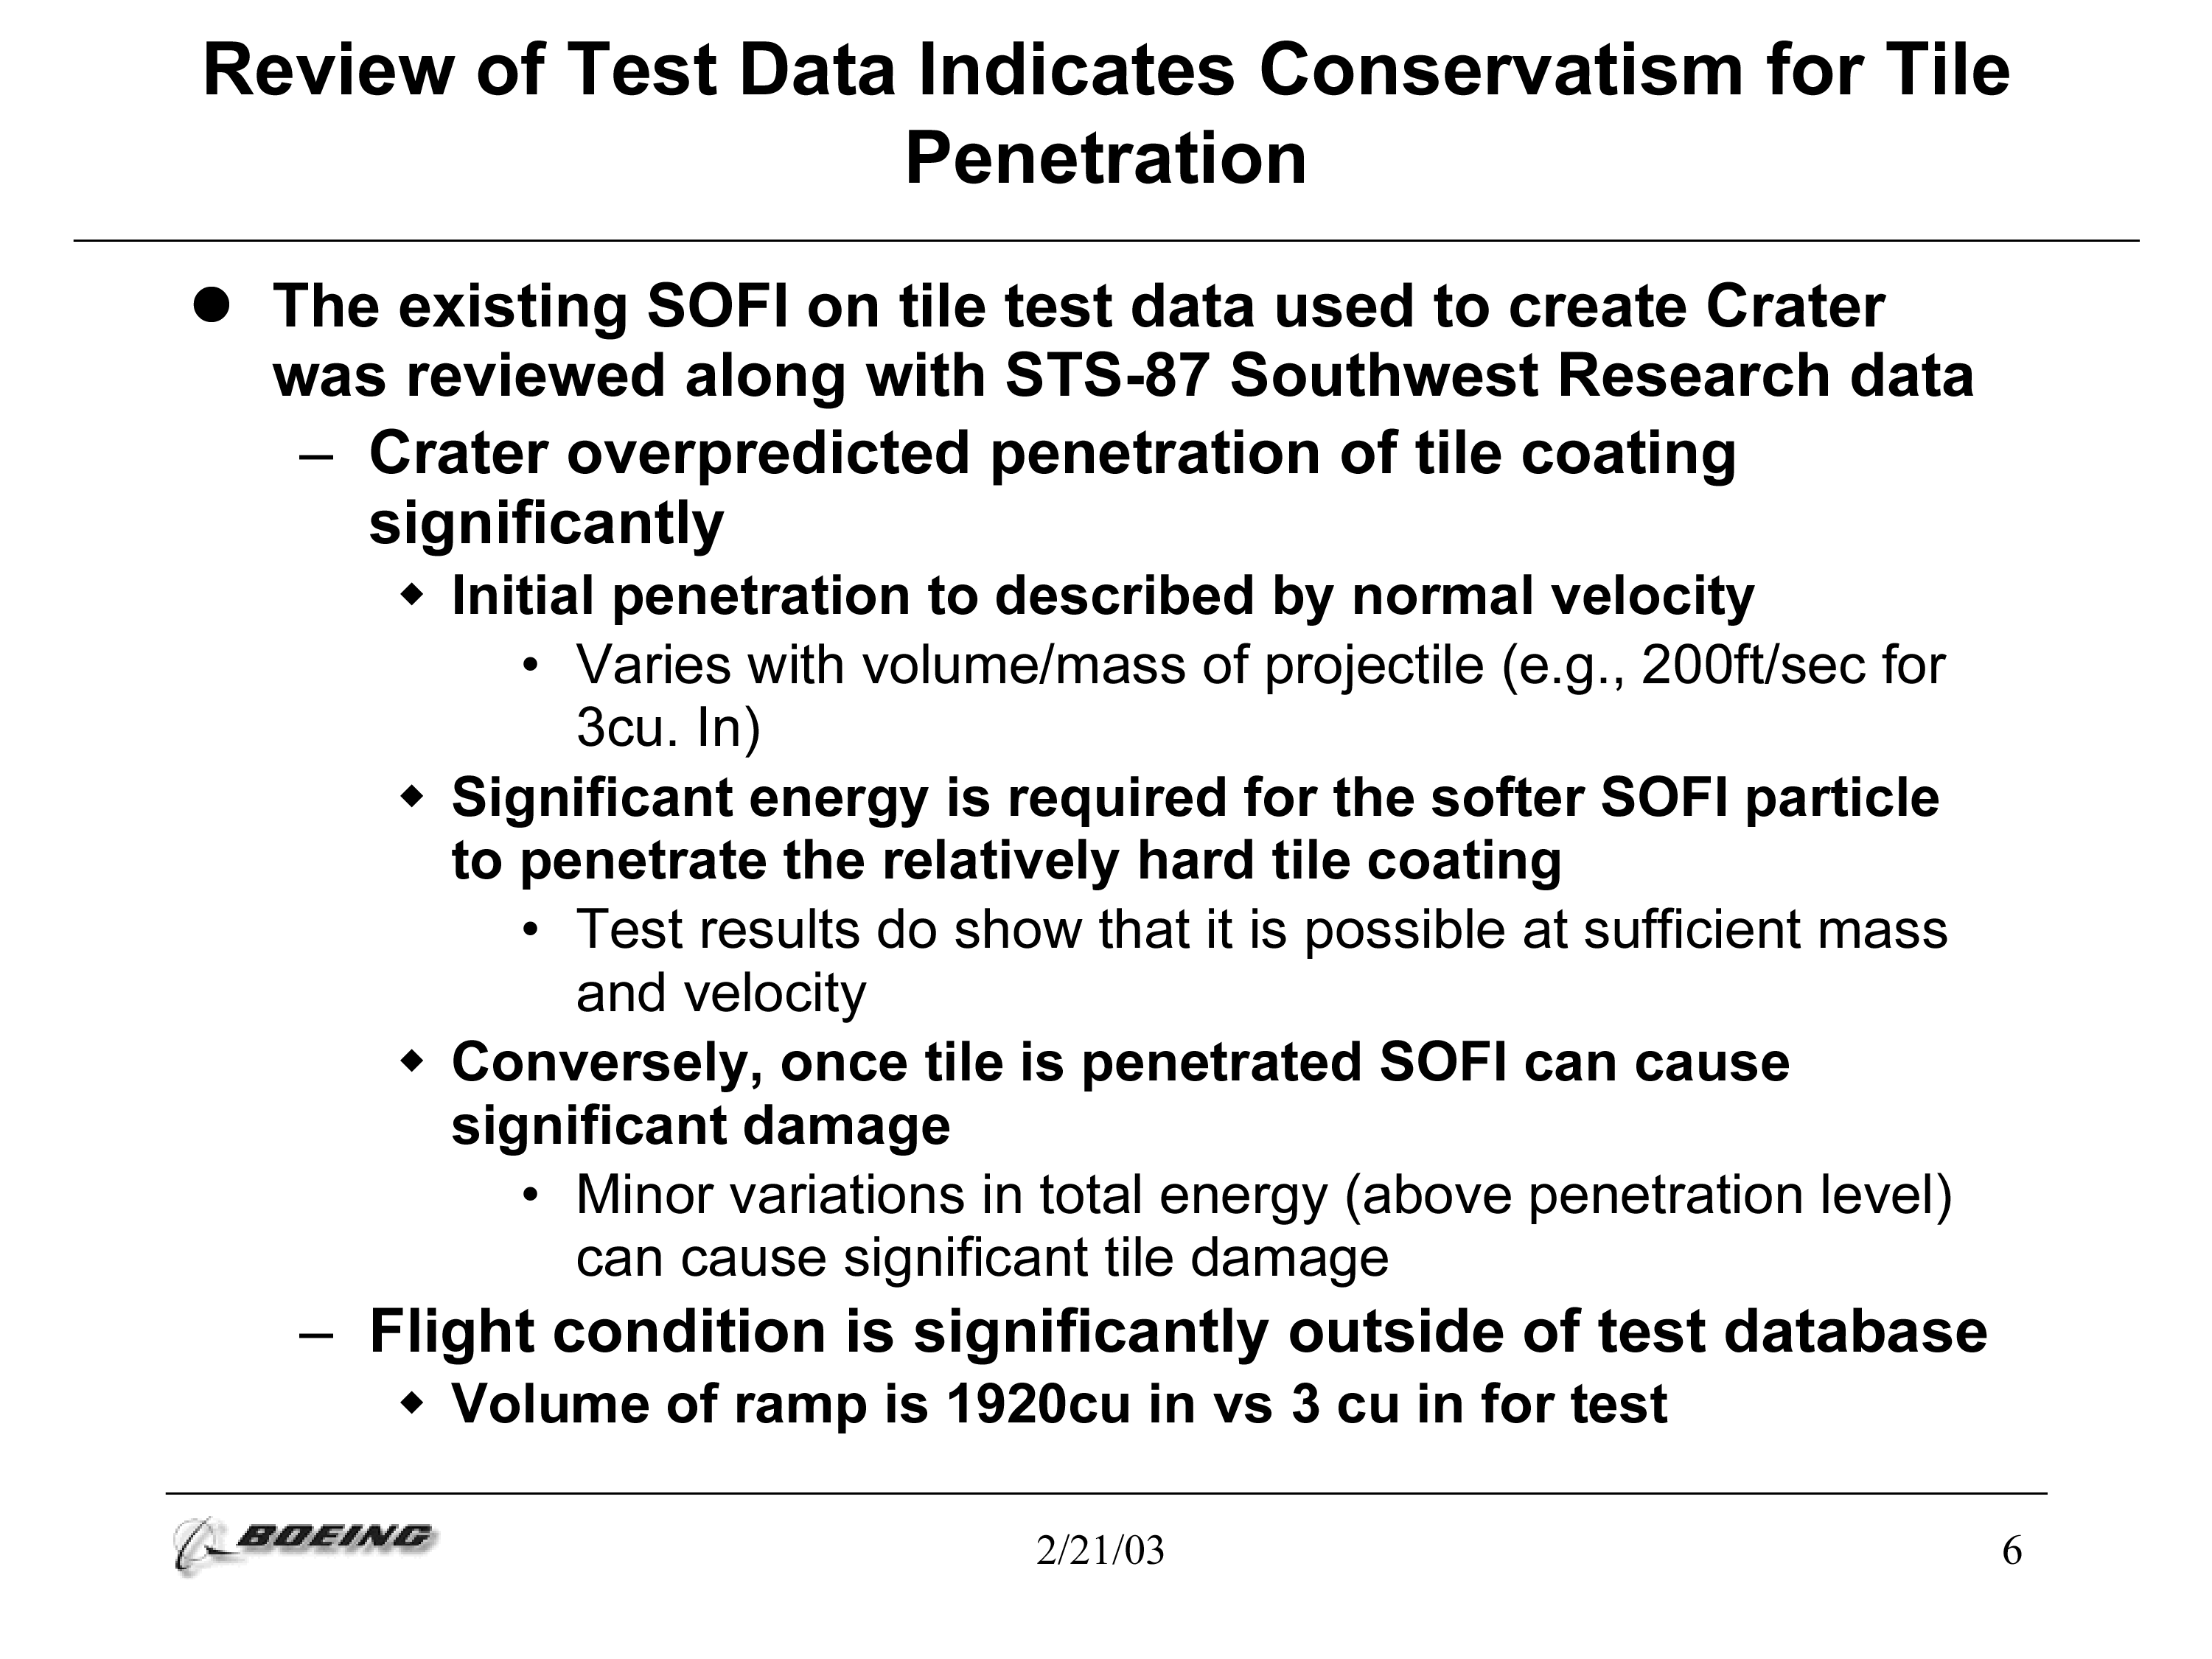 Review of Test Data Indicates Conservatism for Tile
Penetration
● The existing SOFI on tile test data used to create Crater
was reviewed along with STS-87 Southwest Research data
– Crater overpredicted penetration of tile coating
significantly
◆ Initial penetration to described by normal velocity
• Varies with volume/mass of projectile (e.g., 200ft/sec for
3cu. In)
◆ Significant energy is required for the softer SOFI particle
to penetrate the relatively hard tile coating
• Test results do show that it is possible at sufficient mass
and velocity
◆ Conversely, once tile is penetrated SOFI can cause
significant damage
• Minor variations in total energy (above penetration level)
can cause significant tile damage
– Flight condition is significantly outside of test database
◆ Volume of ramp is 1920cu in vs 3 cu in for test
BOEING
2/21/03
6